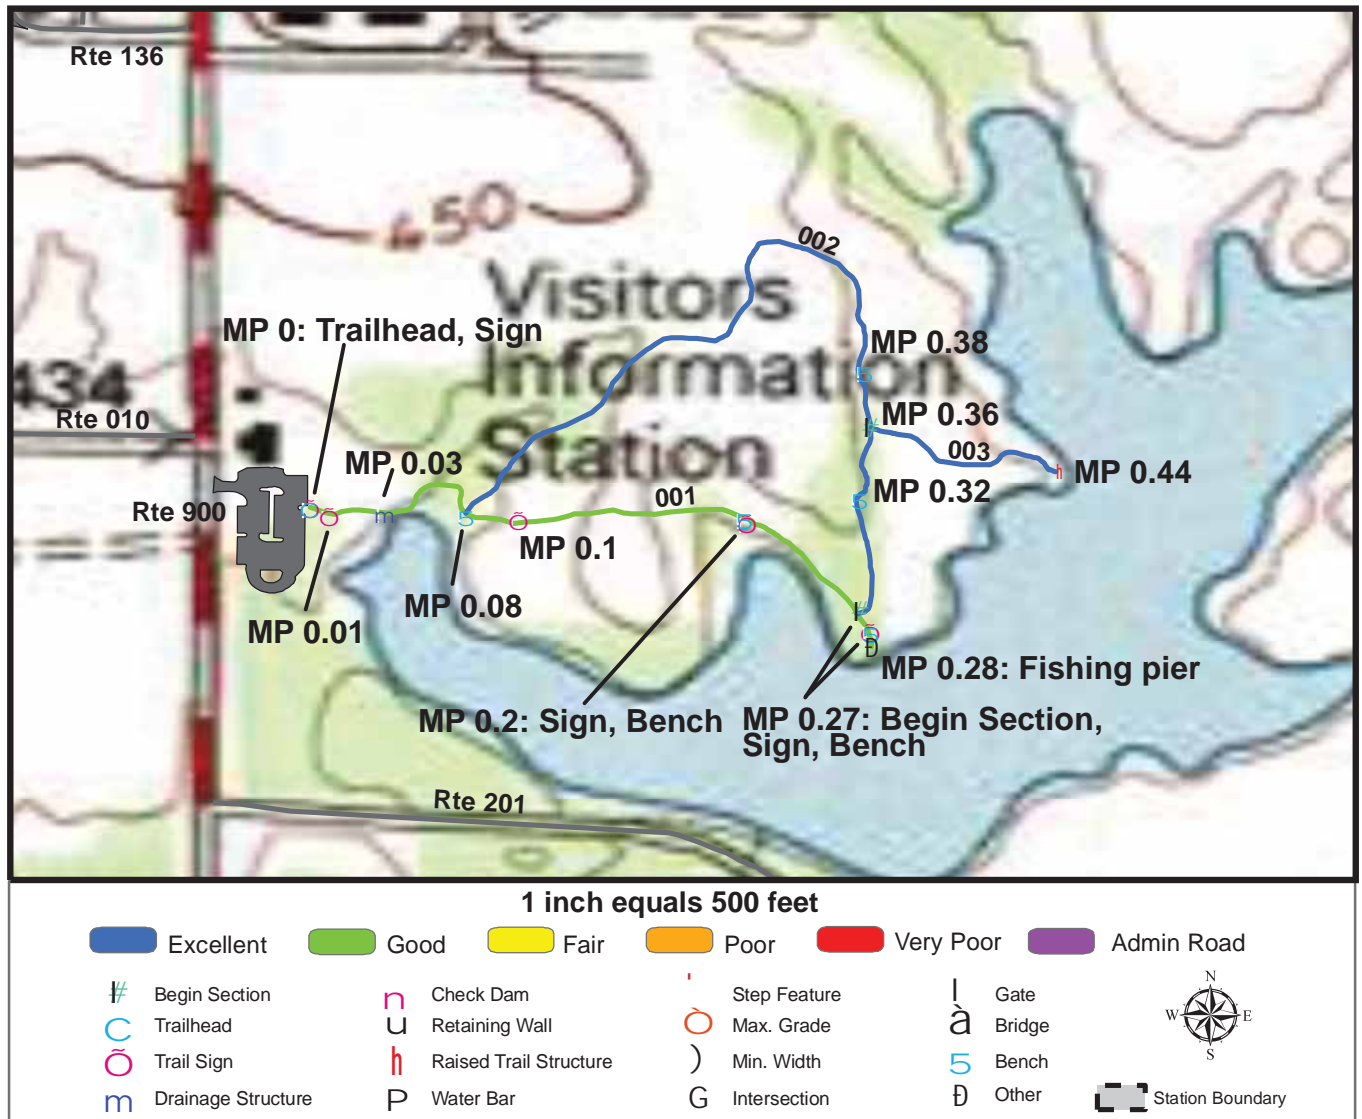 Rte 136
450
002
Visitors
Information
Station
MP 0: Trailhead, Sign
MP 0.38
434
Rte 010
MP 0.36
003
MP 0.03
MP 0.44
MP 0.32
001
Rte 900
MP 0.1
MP 0.08
MP 0.01
MP 0.28: Fishing pier
MP 0.2: Sign, Bench
MP 0.27: Begin Section,
Sign, Bench
Rte 201
1 inch equals 500 feet
Excellent
Good
Fair
Poor
Very Poor
Admin Road
# Begin Section
n Check Dam
' Step Feature
Gate
C Trailhead
u Retaining Wall
Ò Max. Grade
à Bridge
Õ Trail Sign
h Raised Trail Structure
) Min. Width
5 Bench
m Drainage Structure
P Water Bar
G Intersection
Ð Other
Station Boundary
N
W
E
S